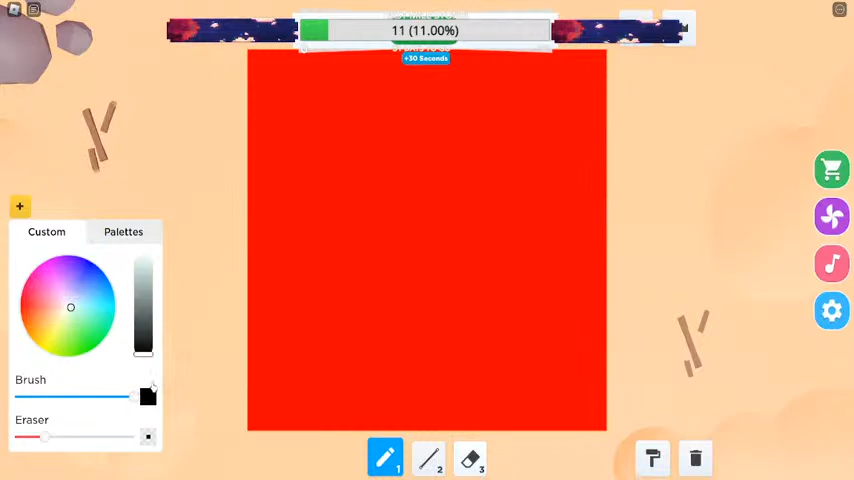 11 (11.00%)
+30 Seconds
+
Custom
Palettes
Brush
Eraser
1
2
3